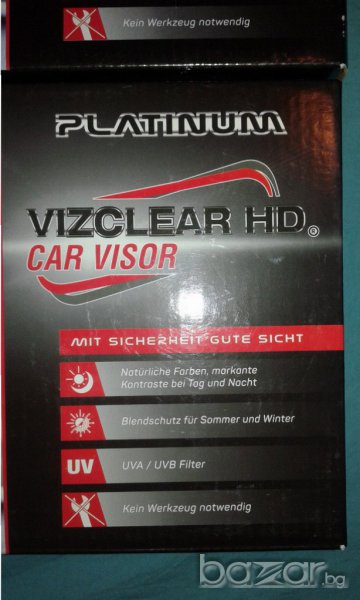 Kein Werkzeug notwendig
PLATINUM
VIZCLEAR HD®
CAR VISOR
MIT SICHERHEIT GUTE SICHT
Natürliche Farben, markante
Kontraste bei Tag und Nacht
Blendschutz für Sommer und Winter
UV
UVA / UVB Filter
Kein Werkzeug notwendig
bazar.bg